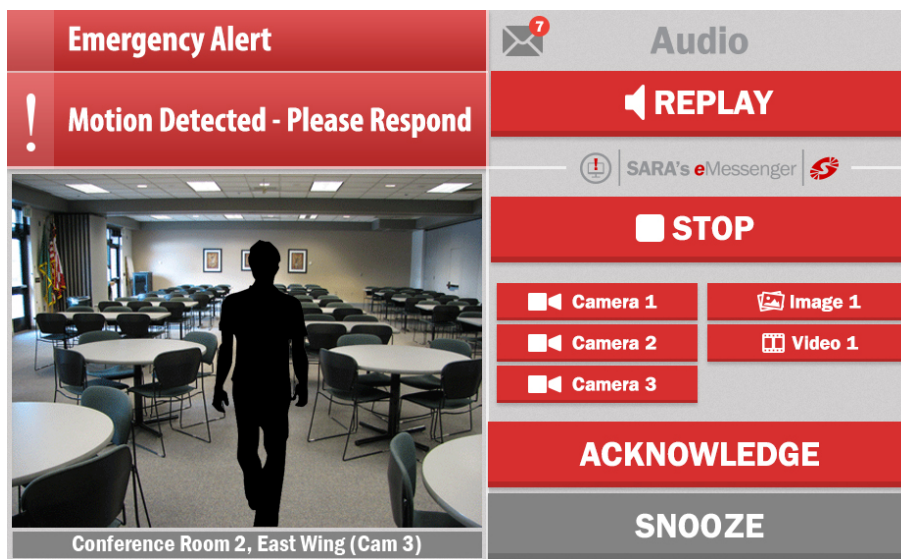 Emergency Alert
! Motion Detected - Please Respond
Conference Room 2, East Wing (Cam 3)
7
Audio
REPLAY
SARA's eMessenger
STOP
Camera 1
Image 1
Camera 2
Video 1
Camera 3
ACKNOWLEDGE
SNOOZE